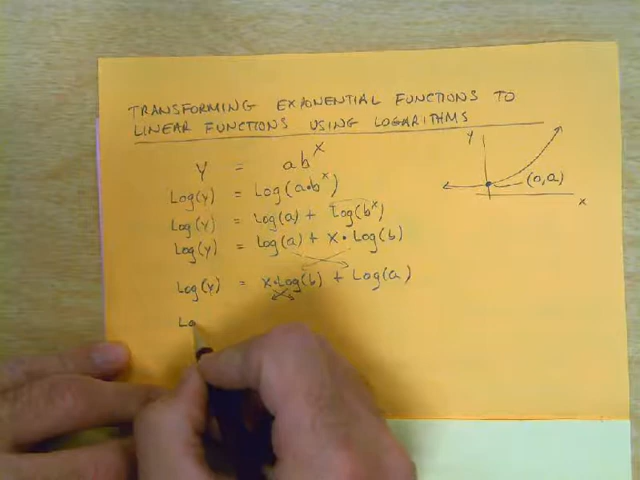 TRANSFORMING EXPONENTIAL FUNCTIONS TO
LINEAR FUNCTIONS USING LOGARITHMS
Y = ab^x
Log(y) = Log(a•b^x)
Log(y) = Log(a) + Log(b^x)
Log(y) = Log(a) + x•Log(b)
Log(y) = x•Log(b) + Log(a)
Lo
y
(0,a)
x